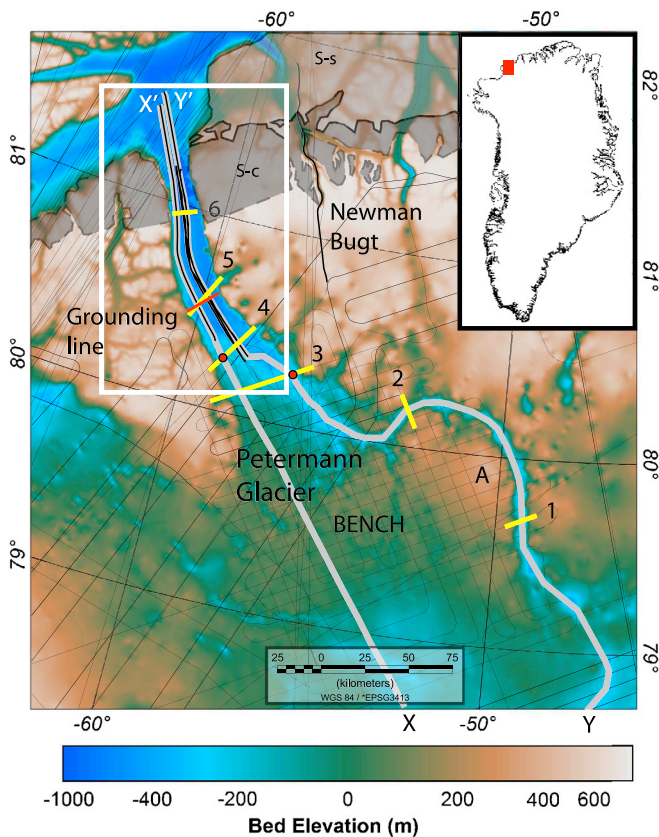 -60°
-50°
82°
81°
80°
79°
81°
80°
79°
S-s
X' Y'
S-c
6
Newman
Bugt
5
Grounding
line
4
3
2
Petermann
Glacier
A
1
BENCH
25 0 25 50 75
(kilometers)
WGS 84 / *EPSG3413
-60°
X
-50°
Y
-1000 -400 -200 0 200 400 600
Bed Elevation (m)